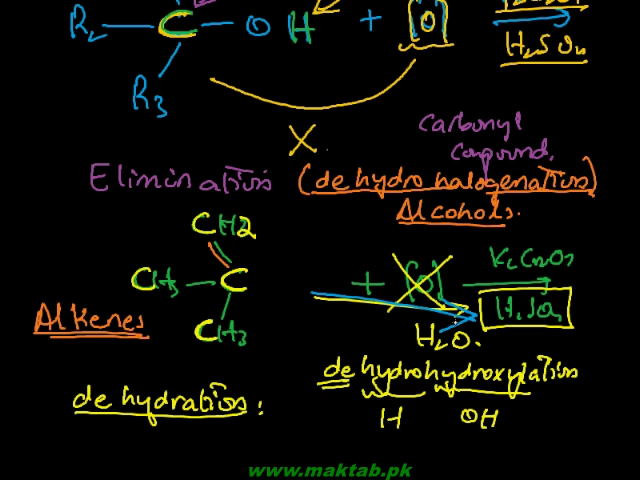 R₂ — C — OH + [O]
H₂SO₄
R₃
X
Carbonyl
Compound.
Elimination (dehydrohalogenation)
Alcohols.
CH2
CH₃ — C + [O] K₂Cr₂O₇
H₂SO₄
Alkenes CH₃ H₂O.
dehydrohydroxylation
dehydration:
H OH
www.maktab.pk